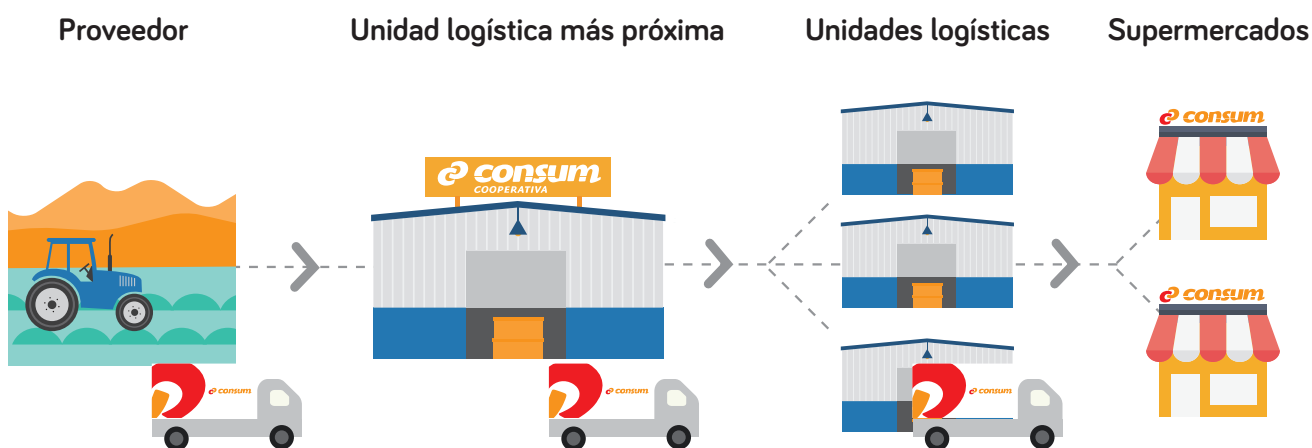 Proveedor
Unidad logística más próxima
Unidades logísticas
Supermercados
consum
COOPERATIVA
consum
consum
consum
consum
consum